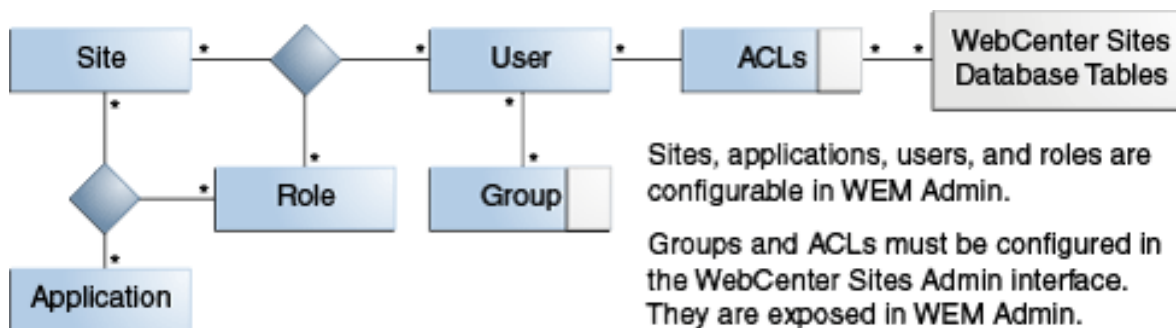 Site
*
*
User
*
ACLs
*
*
WebCenter Sites
Database Tables
*
*
*
*
Role
*
Group
Sites, applications, users, and roles are
configurable in WEM Admin.
*
Application
Groups and ACLs must be configured in
the WebCenter Sites Admin interface.
They are exposed in WEM Admin.